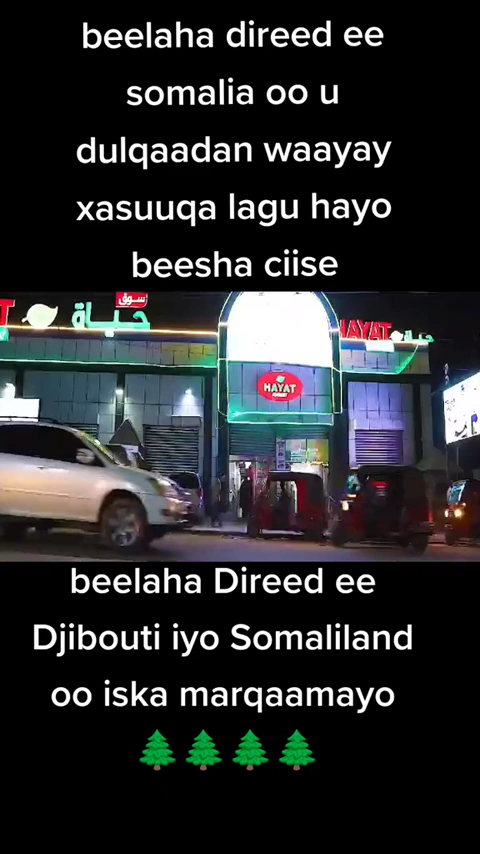 beelaha direed ee
somalia oo u
dulqaadan waayay
xasuuqa lagu hayo
beesha ciise
سوق
حياة
HAYAT
HAYAT
beelaha Direed ee
Djibouti iyo Somaliland
oo iska marqaamayo
🌲🌲🌲🌲